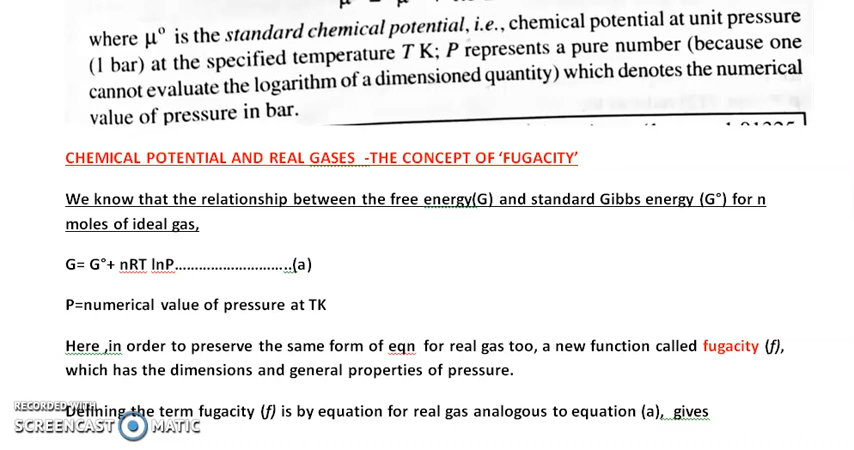 where μ° is the standard chemical potential, i.e., chemical potential at unit pressure
(1 bar) at the specified temperature T K; P represents a pure number (because one
cannot evaluate the logarithm of a dimensioned quantity) which denotes the numerical
value of pressure in bar.
CHEMICAL POTENTIAL AND REAL GASES -THE CONCEPT OF ‘FUGACITY’
We know that the relationship between the free energy(G) and standard Gibbs energy (G°) for n
moles of ideal gas,
G= G°+ nRT lnP..............................(a)
P=numerical value of pressure at TK
Here ,in order to preserve the same form of eqn for real gas too, a new function called fugacity (f),
which has the dimensions and general properties of pressure.
Defining the term fugacity (f) is by equation for real gas analogous to equation (a), gives
RECORDED WITH
SCREENCAST MATIC